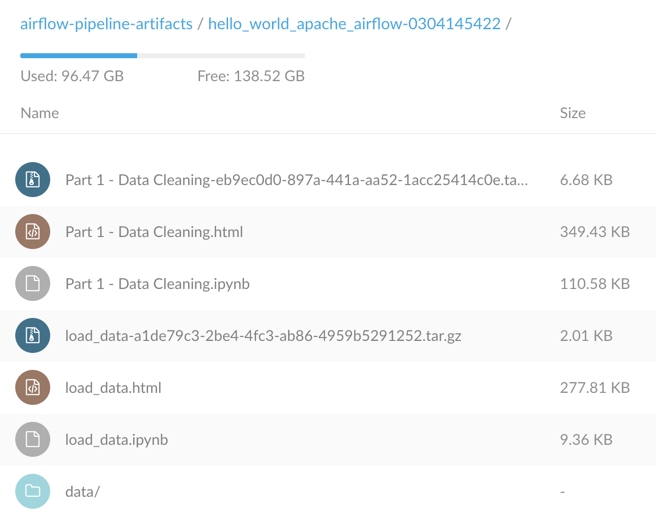 airflow-pipeline-artifacts / hello_world_apache_airflow-0304145422 /
Used: 96.47 GB Free: 138.52 GB
Name Size
Part 1 - Data Cleaning-eb9ec0d0-897a-441a-aa52-1acc25414c0e.ta... 6.68 KB
Part 1 - Data Cleaning.html 349.43 KB
Part 1 - Data Cleaning.ipynb 110.58 KB
load_data-a1de79c3-2be4-4fc3-ab86-4959b5291252.tar.gz 2.01 KB
load_data.html 277.81 KB
load_data.ipynb 9.36 KB
data/ -